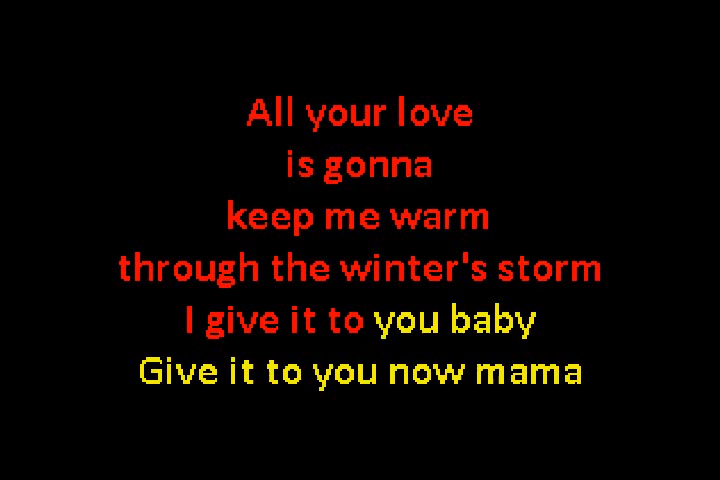 All your love
is gonna
keep me warm
through the winter's storm
I give it to you baby
Give it to you now mama